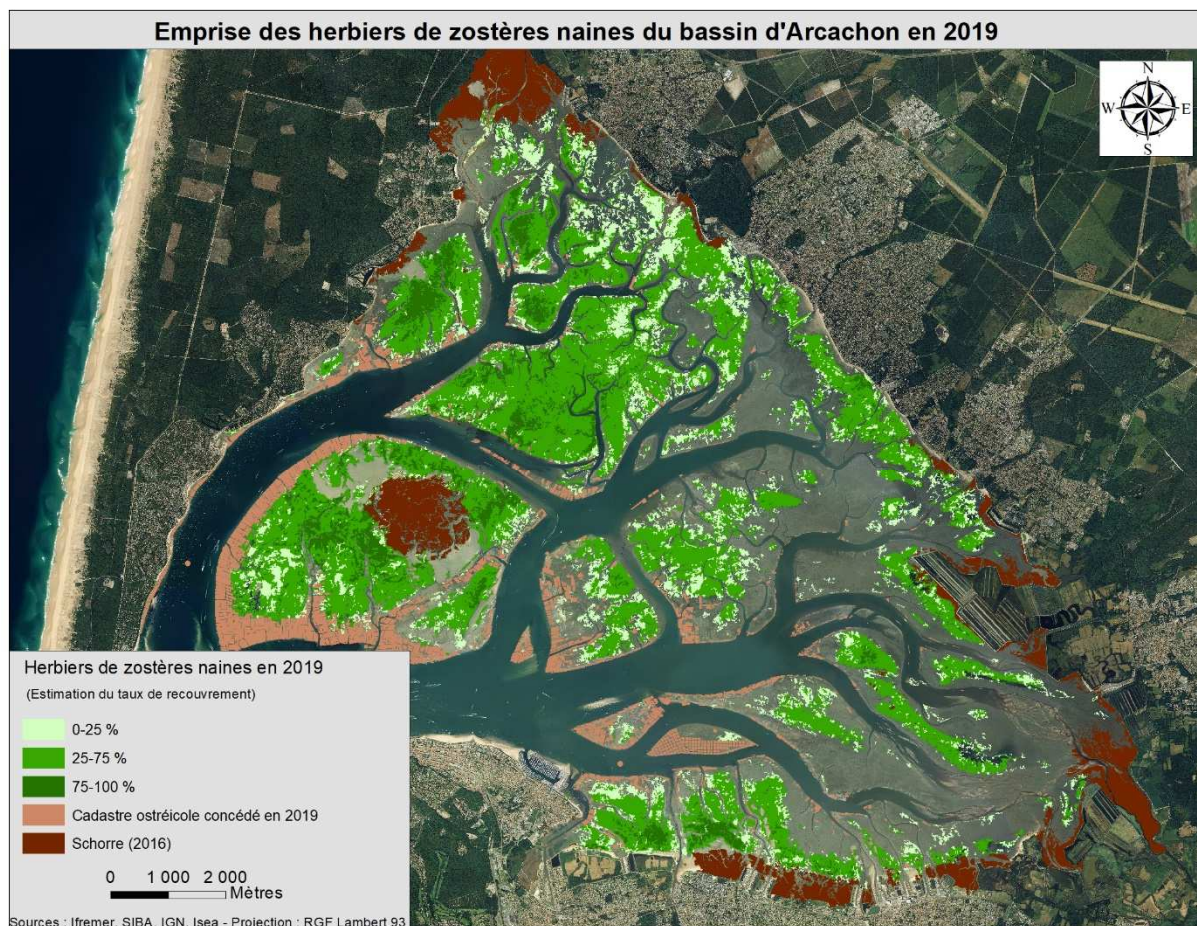 Emprise des herbiers de zostères naines du bassin d'Arcachon en 2019
N
W E
S
Herbiers de zostères naines en 2019
(Estimation du taux de recouvrement)
0-25 %
25-75 %
75-100 %
Cadastre ostréicole concédé en 2019
Schorre (2016)
0 1 000 2 000
Mètres
Sources : Ifremer, SIBA, IGN, Isea - Projection : RGF Lambert 93